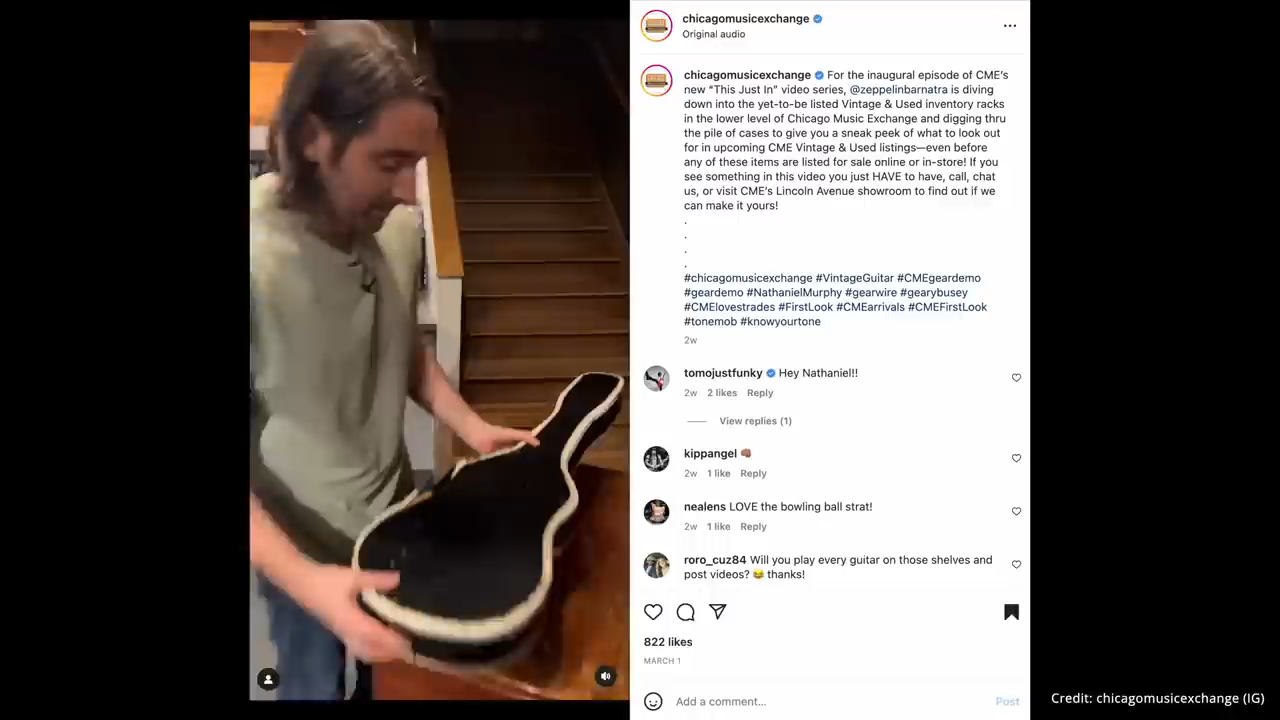 chicagomusicexchange
Original audio
chicagomusicexchange For the inaugural episode of CME's
new “This Just In” video series, @zeppelinbarnatra is diving
down into the yet-to-be listed Vintage & Used inventory racks
in the lower level of Chicago Music Exchange and digging thru
the pile of cases to give you a sneak peek of what to look out
for in upcoming CME Vintage & Used listings—even before
any of these items are listed for sale online or in-store! If you
see something in this video you just HAVE to have, call, chat
us, or visit CME's Lincoln Avenue showroom to find out if we
can make it yours!
.
.
.
.
#chicagomusicexchange #VintageGuitar #CMEgeardemo
#geardemo #NathanielMurphy #gearwire #gearybusey
#CMElovestrades #FirstLook #CMEarrivals #CMEFirstLook
#tonemob #knowyourtone
2w
tomojustfunky Hey Nathaniel!!
2w 2 likes Reply
View replies (1)
kippangel 👊🏽
2w 1 like Reply
nealens LOVE the bowling ball strat!
2w 1 like Reply
roro_cuz84 Will you play every guitar on those shelves and
post videos? 😂 thanks!
822 likes
MARCH 1
Add a comment...
Post
Credit: chicagomusicexchange (IG)